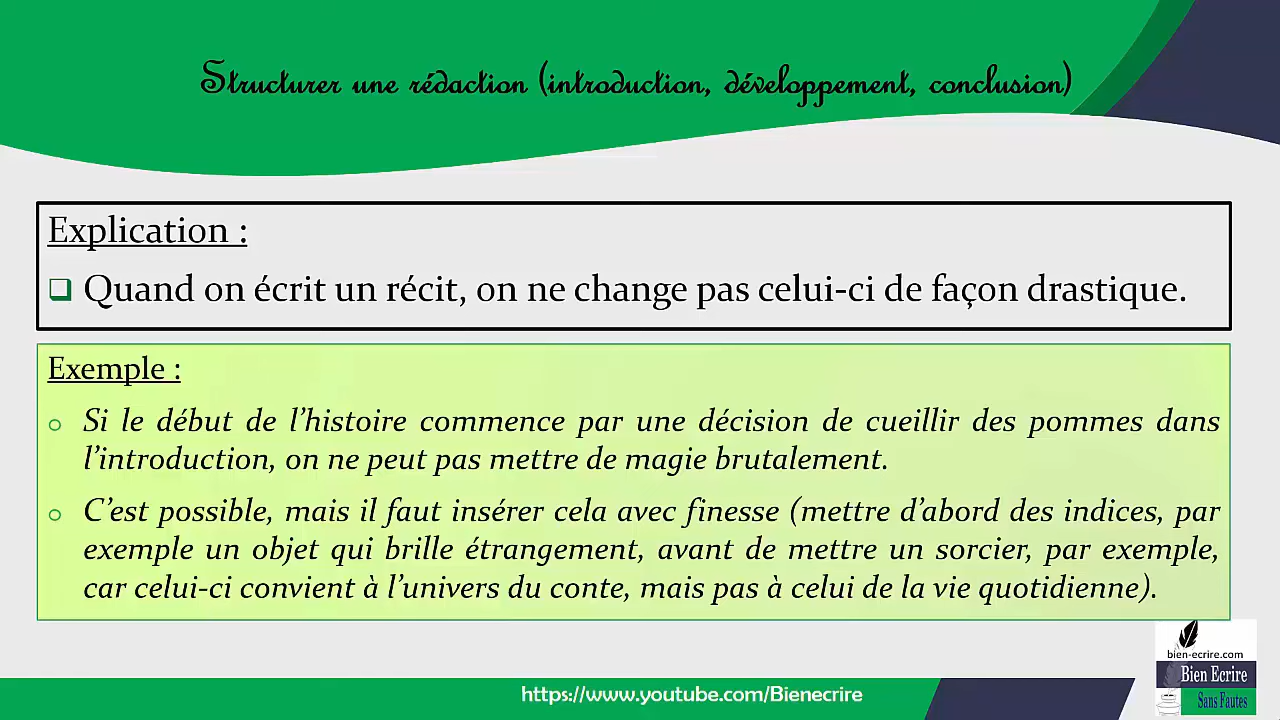 Structurer une rédaction (introduction, développement, conclusion)
Explication :
Quand on écrit un récit, on ne change pas celui-ci de façon drastique.
Exemple :
Si le début de l’histoire commence par une décision de cueillir des pommes dans
l’introduction, on ne peut pas mettre de magie brutalement.
C’est possible, mais il faut insérer cela avec finesse (mettre d’abord des indices, par
exemple un objet qui brille étrangement, avant de mettre un sorcier, par exemple,
car celui-ci convient à l’univers du conte, mais pas à celui de la vie quotidienne).
bien-ecrire.com
Bien Ecrire
Sans Fautes
https://www.youtube.com/Bienecrire